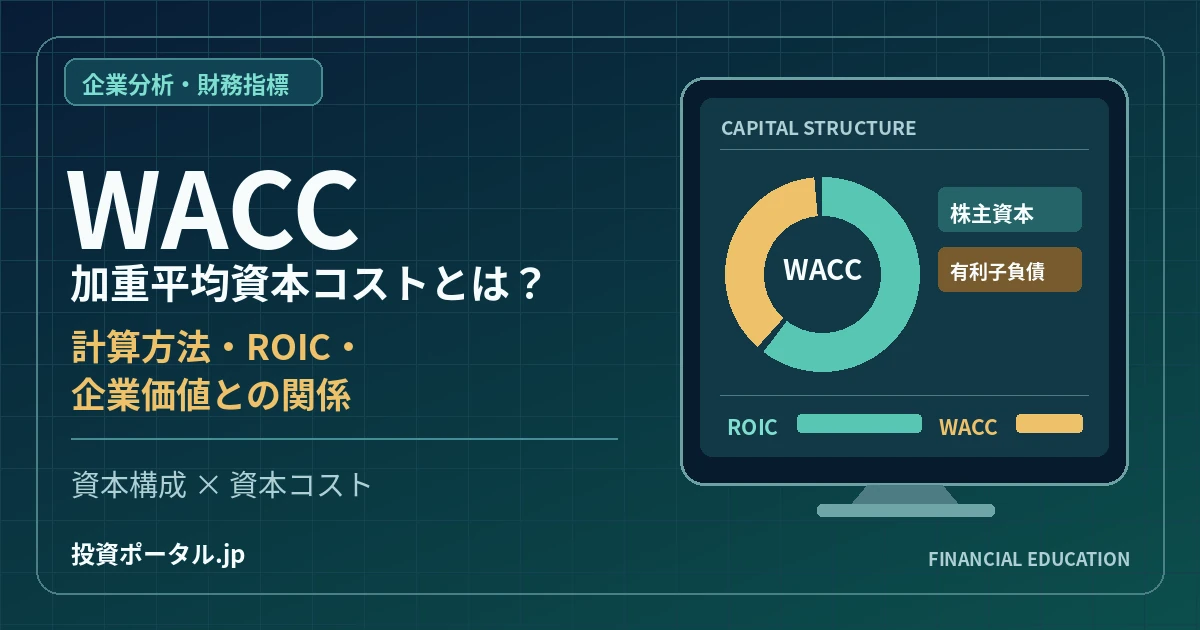 企業分析・財務指標
WACC
加重平均資本コストとは？
計算方法・ROIC・
企業価値との関係
資本構成 × 資本コスト
投資ポータル.jp
CAPITAL STRUCTURE
WACC
株主資本
有利子負債
ROIC
WACC
FINANCIAL EDUCATION